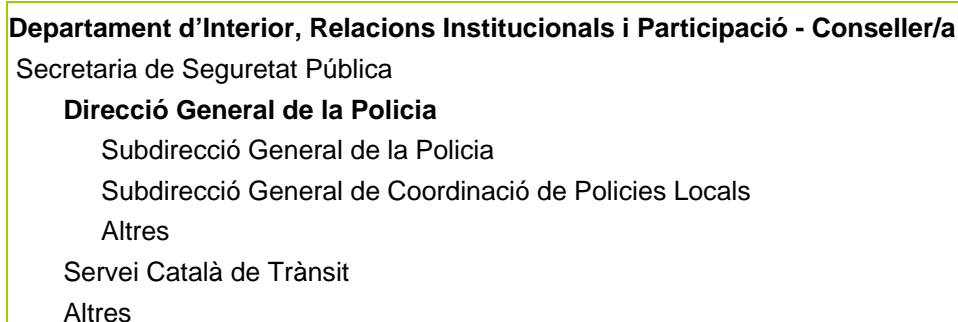 Departament d’Interior, Relacions Institucionals i Participació - Conseller/a
Secretaria de Seguretat Pública
Direcció General de la Policia
Subdirecció General de la Policia
Subdirecció General de Coordinació de Policies Locals
Altres
Servei Català de Trànsit
Altres